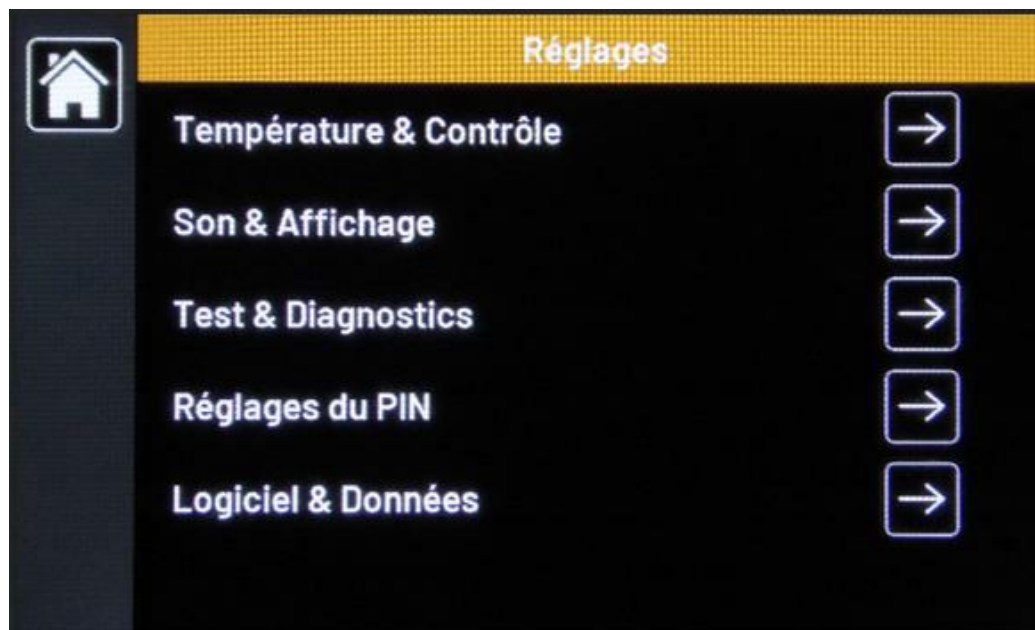 Réglages
Température & Contrôle
Son & Affichage
Test & Diagnostics
Réglages du PIN
Logiciel & Données